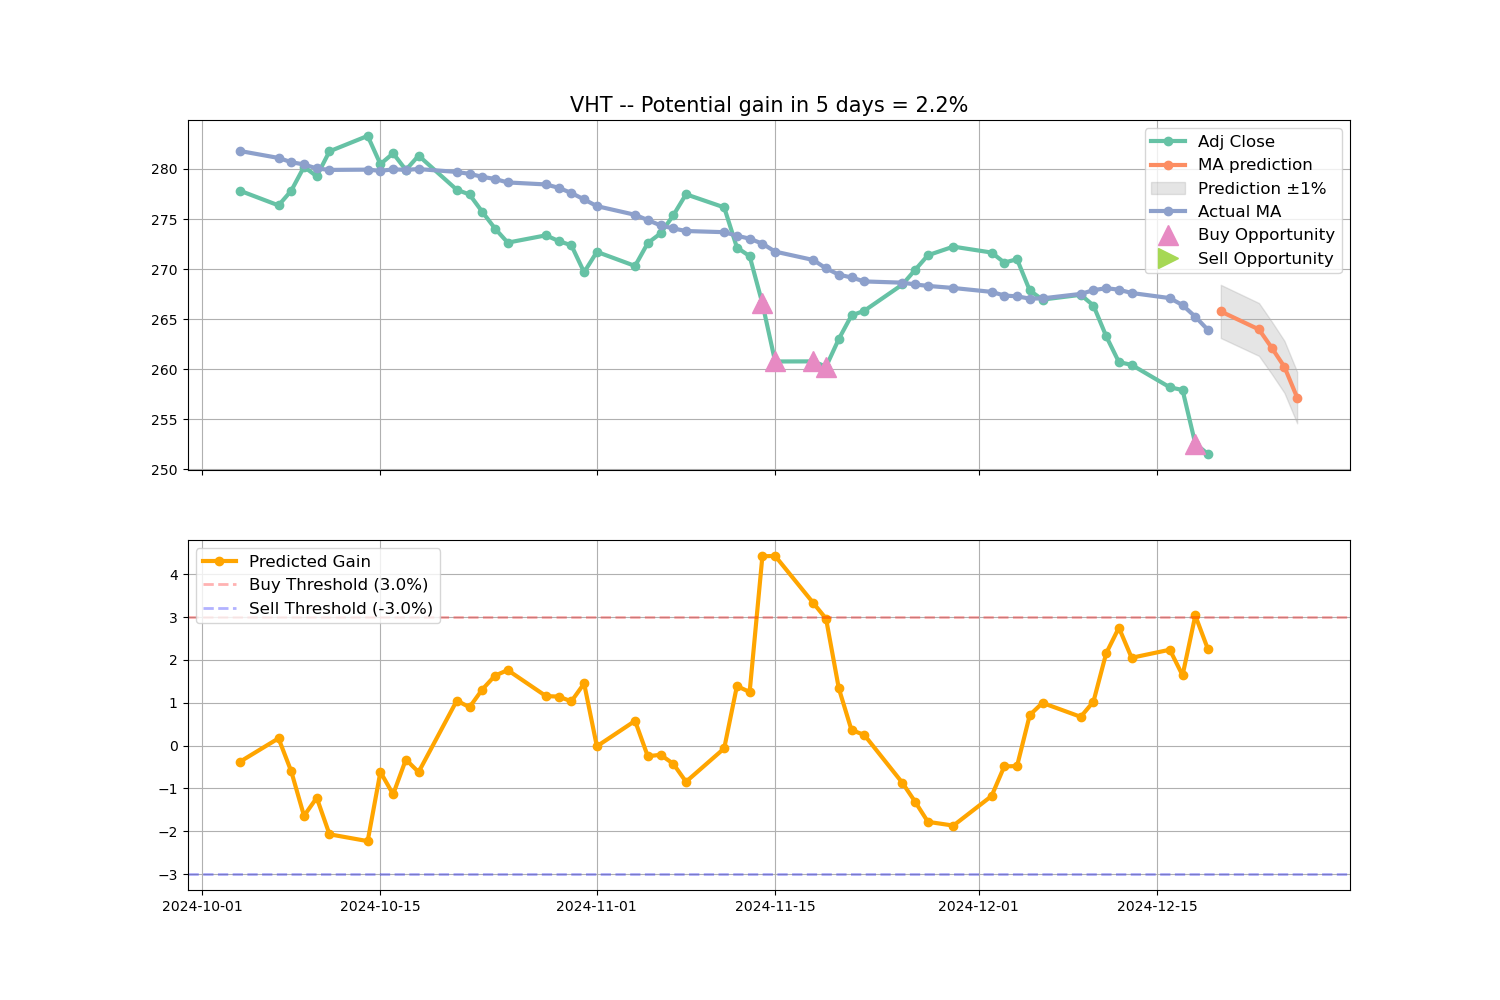 VHT -- Potential gain in 5 days = 2.2%
280
275
270
265
260
255
250
Adj Close
MA prediction
Prediction ±1%
Actual MA
Buy Opportunity
Sell Opportunity
4
3
2
1
0
−1
−2
−3
Predicted Gain
Buy Threshold (3.0%)
Sell Threshold (-3.0%)
2024-10-01
2024-10-15
2024-11-01
2024-11-15
2024-12-01
2024-12-15